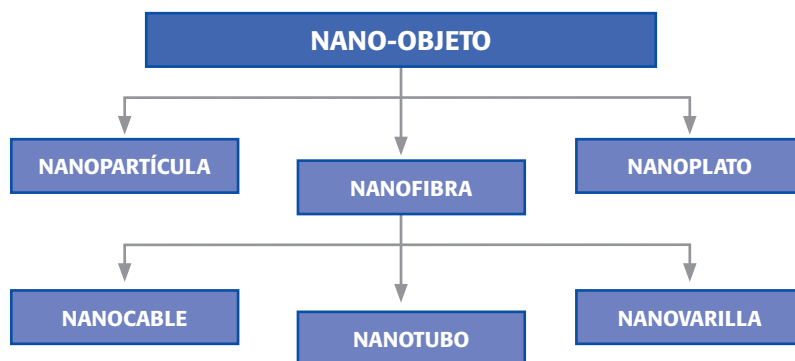 NANO-OBJETO
NANOPARTÍCULA
NANOFIBRA
NANOPLATO
NANOCABLE
NANOTUBO
NANOVARILLA